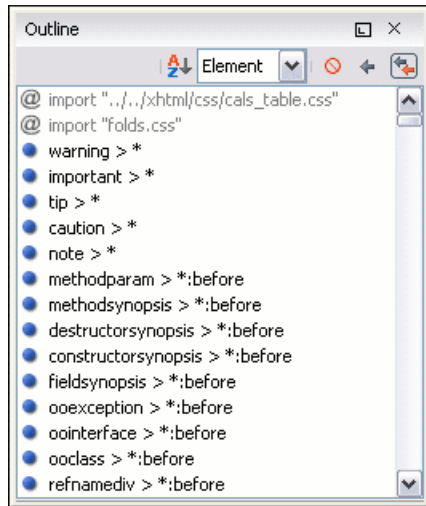 Outline
A Z Element
@ import "../../xhtml/css/cals_table.css"
@ import "folds.css"
warning > *
important > *
tip > *
caution > *
note > *
methodparam > *:before
methodsynopsis > *:before
destructorsynopsis > *:before
constructorsynopsis > *:before
fieldsynopsis > *:before
ooexception > *:before
oointerface > *:before
ooclass > *:before
refnamediv > *:before